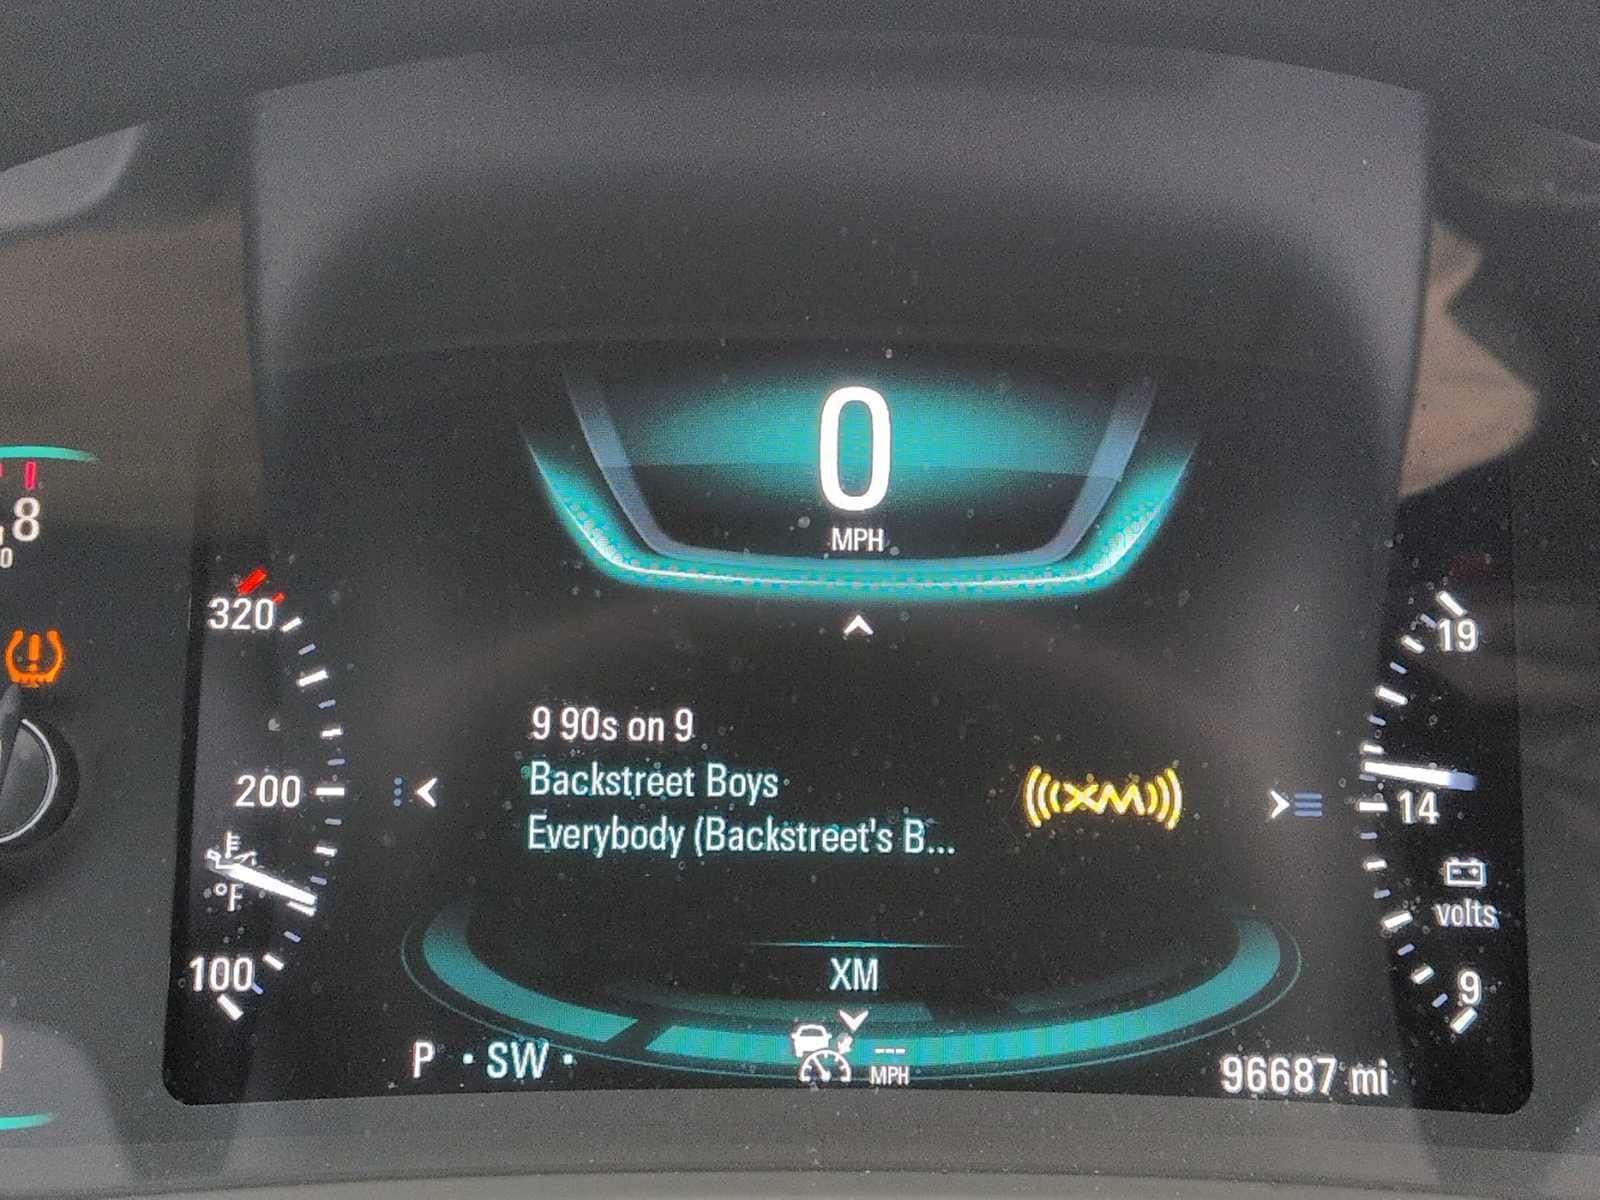 0
MPH
8
320
19
9 90s on 9
Backstreet Boys
XM
200
14
Everybody (Backstreet's B...
°F
volts
100
XM
9
P · SW ·
---
MPH
96687 mi